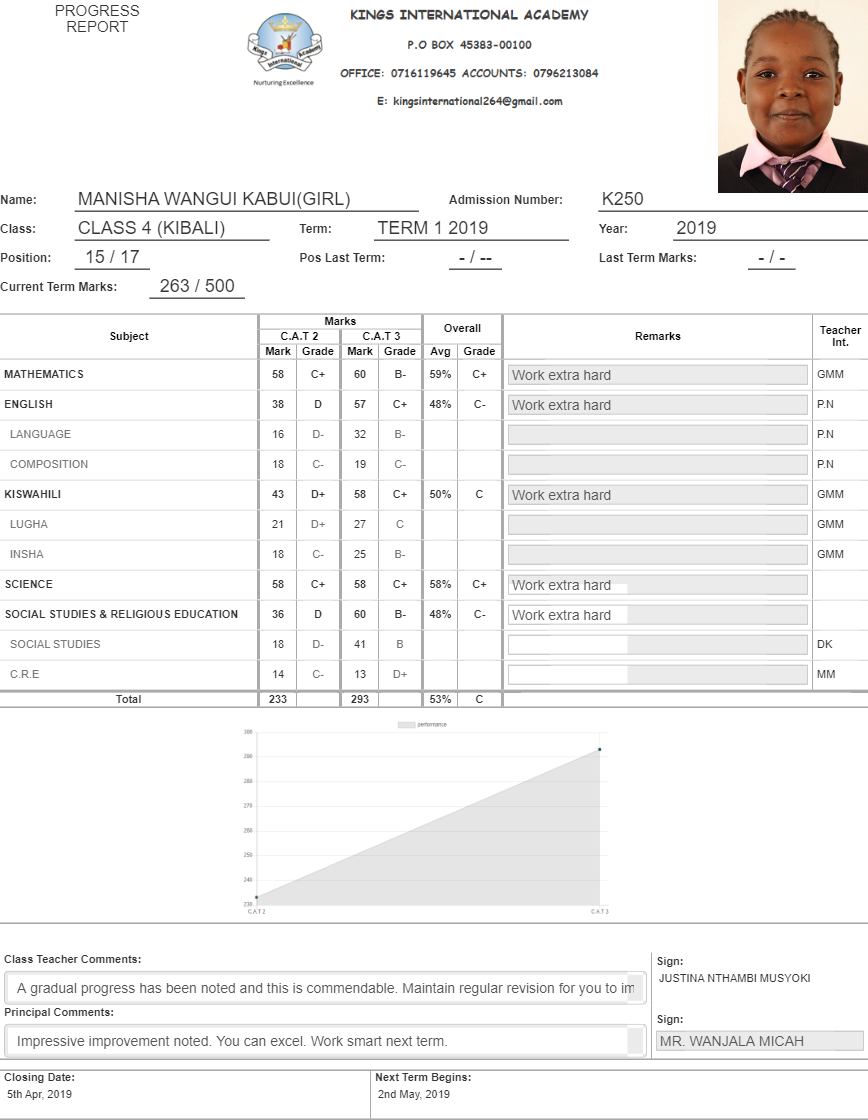 PROGRESS
REPORT
KINGS INTERNATIONAL ACADEMY
P.O BOX 45383-00100
OFFICE: 0716119645 ACCOUNTS: 0796213084
E: kingsinternational264@gmail.com
Kings Academy
International
Nurturing Excellence
Name: MANISHA WANGUI KABUI(GIRL) Admission Number: K250
Class: CLASS 4 (KIBALI) Term: TERM 1 2019 Year: 2019
Position: 15 / 17 Pos Last Term: - / -- Last Term Marks: - / -
Current Term Marks: 263 / 500
Subject Marks Overall Remarks Teacher Int.
C.A.T 2 C.A.T 3
Mark Grade Mark Grade Avg Grade
MATHEMATICS 58 C+ 60 B- 59% C+ Work extra hard GMM
ENGLISH 38 D 57 C+ 48% C- Work extra hard P.N
LANGUAGE 16 D- 32 B- P.N
COMPOSITION 18 C- 19 C- P.N
KISWAHILI 43 D+ 58 C+ 50% C Work extra hard GMM
LUGHA 21 D+ 27 C GMM
INSHA 18 C- 25 B- GMM
SCIENCE 58 C+ 58 C+ 58% C+ Work extra hard
SOCIAL STUDIES & RELIGIOUS EDUCATION 36 D 60 B- 48% C- Work extra hard
SOCIAL STUDIES 18 D- 41 B DK
C.R.E 14 C- 13 D+ MM
Total 233 293 53% C
performance
300
290
280
270
260
250
240
230
C.A.T 2 C.A.T 3
Class Teacher Comments: Sign:
A gradual progress has been noted and this is commendable. Maintain regular revision for you to im JUSTINA NTHAMBI MUSYOKI
Principal Comments: Sign:
Impressive improvement noted. You can excel. Work smart next term. MR. WANJALA MICAH
Closing Date: Next Term Begins:
5th Apr, 2019 2nd May, 2019